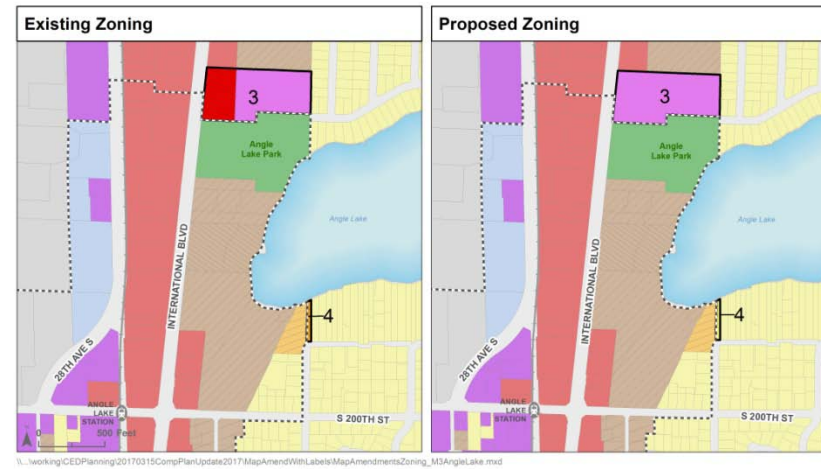 Existing Zoning
3
Angle
Lake Park
Angle Lake
INTERNATIONAL BLVD
4
28TH AVE S
ANGLE
LAKE
STATION
S 200TH ST
0 500 Feet
Proposed Zoning
3
Angle
Lake Park
Angle Lake
INTERNATIONAL BLVD
4
28TH AVE S
ANGLE
LAKE
STATION
S 200TH ST
\\...\working\CEDPlanning\20170315CompPlanUpdate2017\MapAmendWithLabels\MapAmendmentsZoning_M3AngleLake.mxd